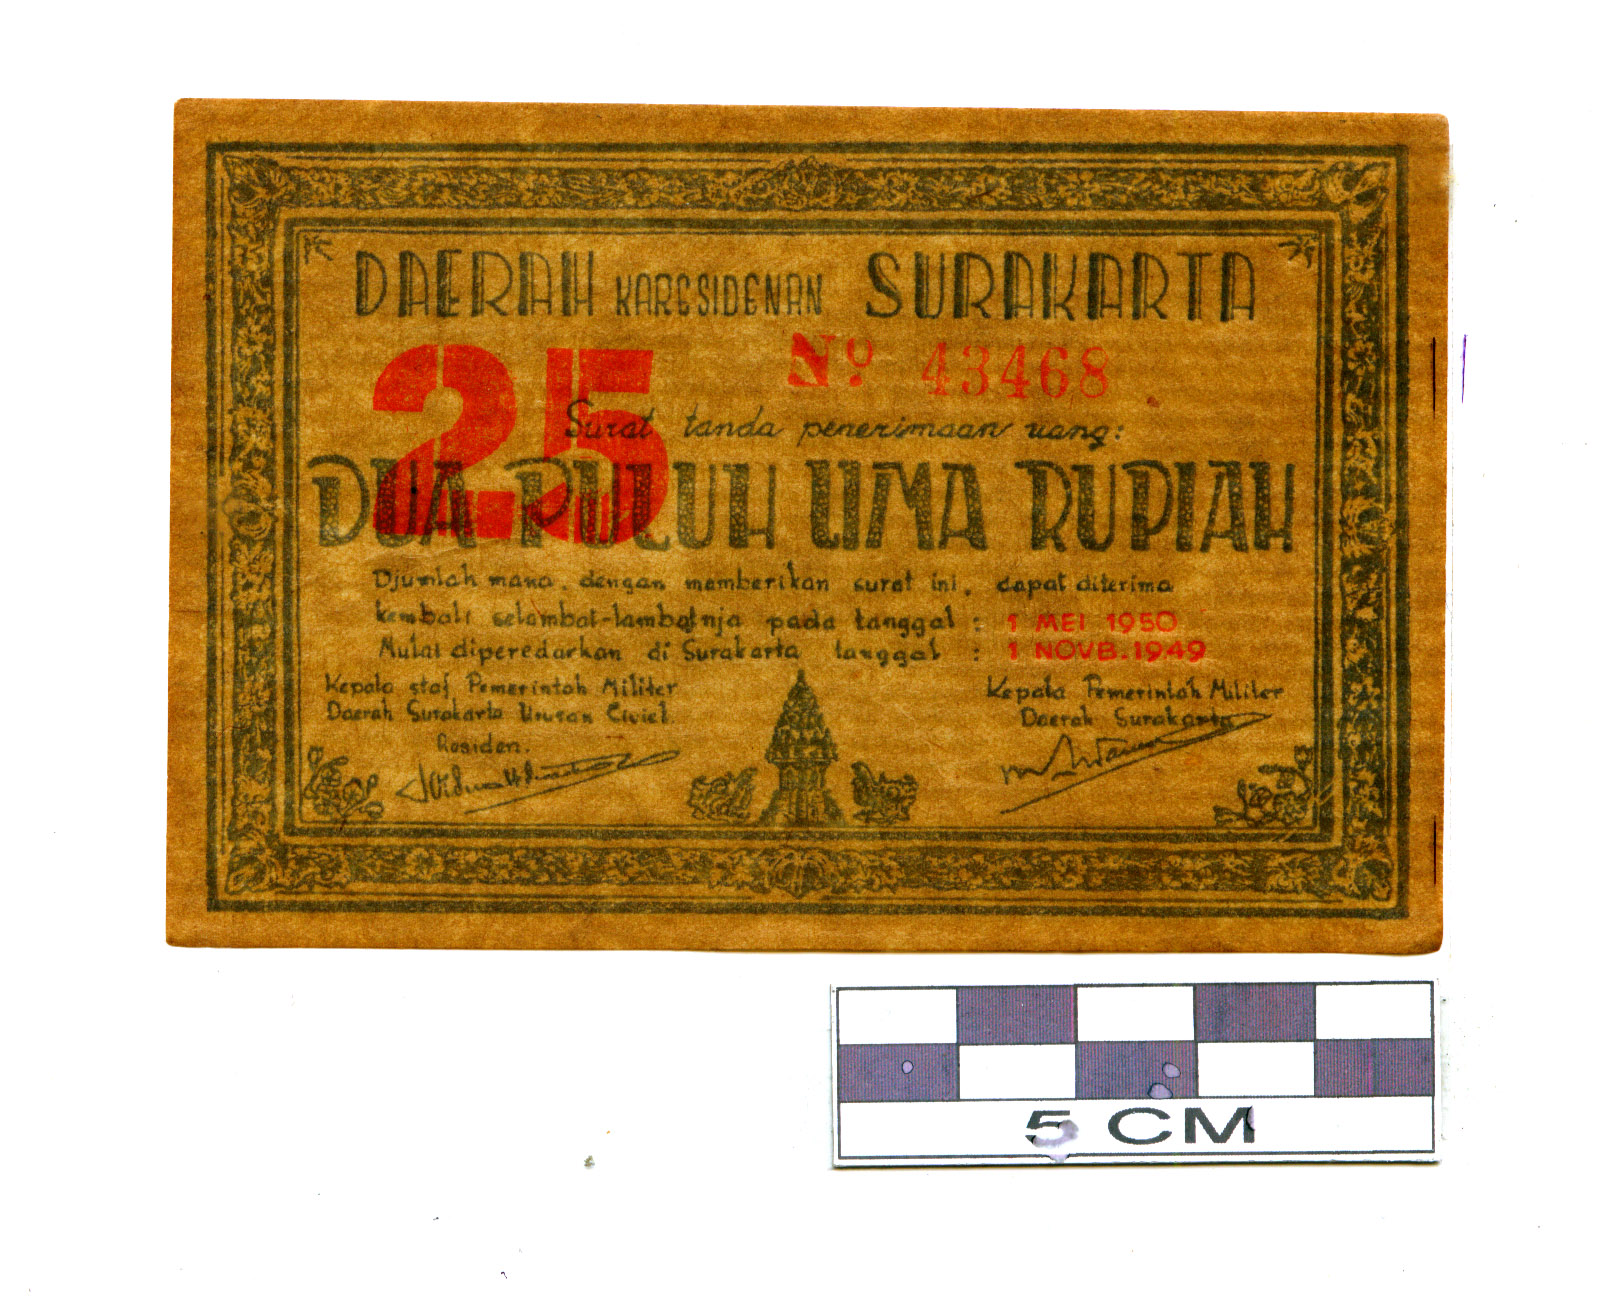 DAERAH KARESIDENAN SURAKARTA
25 No 43468
Surat tanda penerimaan uang:
DUA PULUH LIMA RUPIAH
Djumlah mana, dengan memberikan surat ini, dapat diterima
kembali selambat-lambatnja pada tanggal : 1 MEI 1950
Mulai diperedarkan di Surakarta tanggal : 1 NOVB. 1949
Kepala staf Pemerintah Militer
Daerah Surakarta Urusan Civiel.
Residen.
Kepala Pemerintah Militer
Daerah Surakarta
5 CM